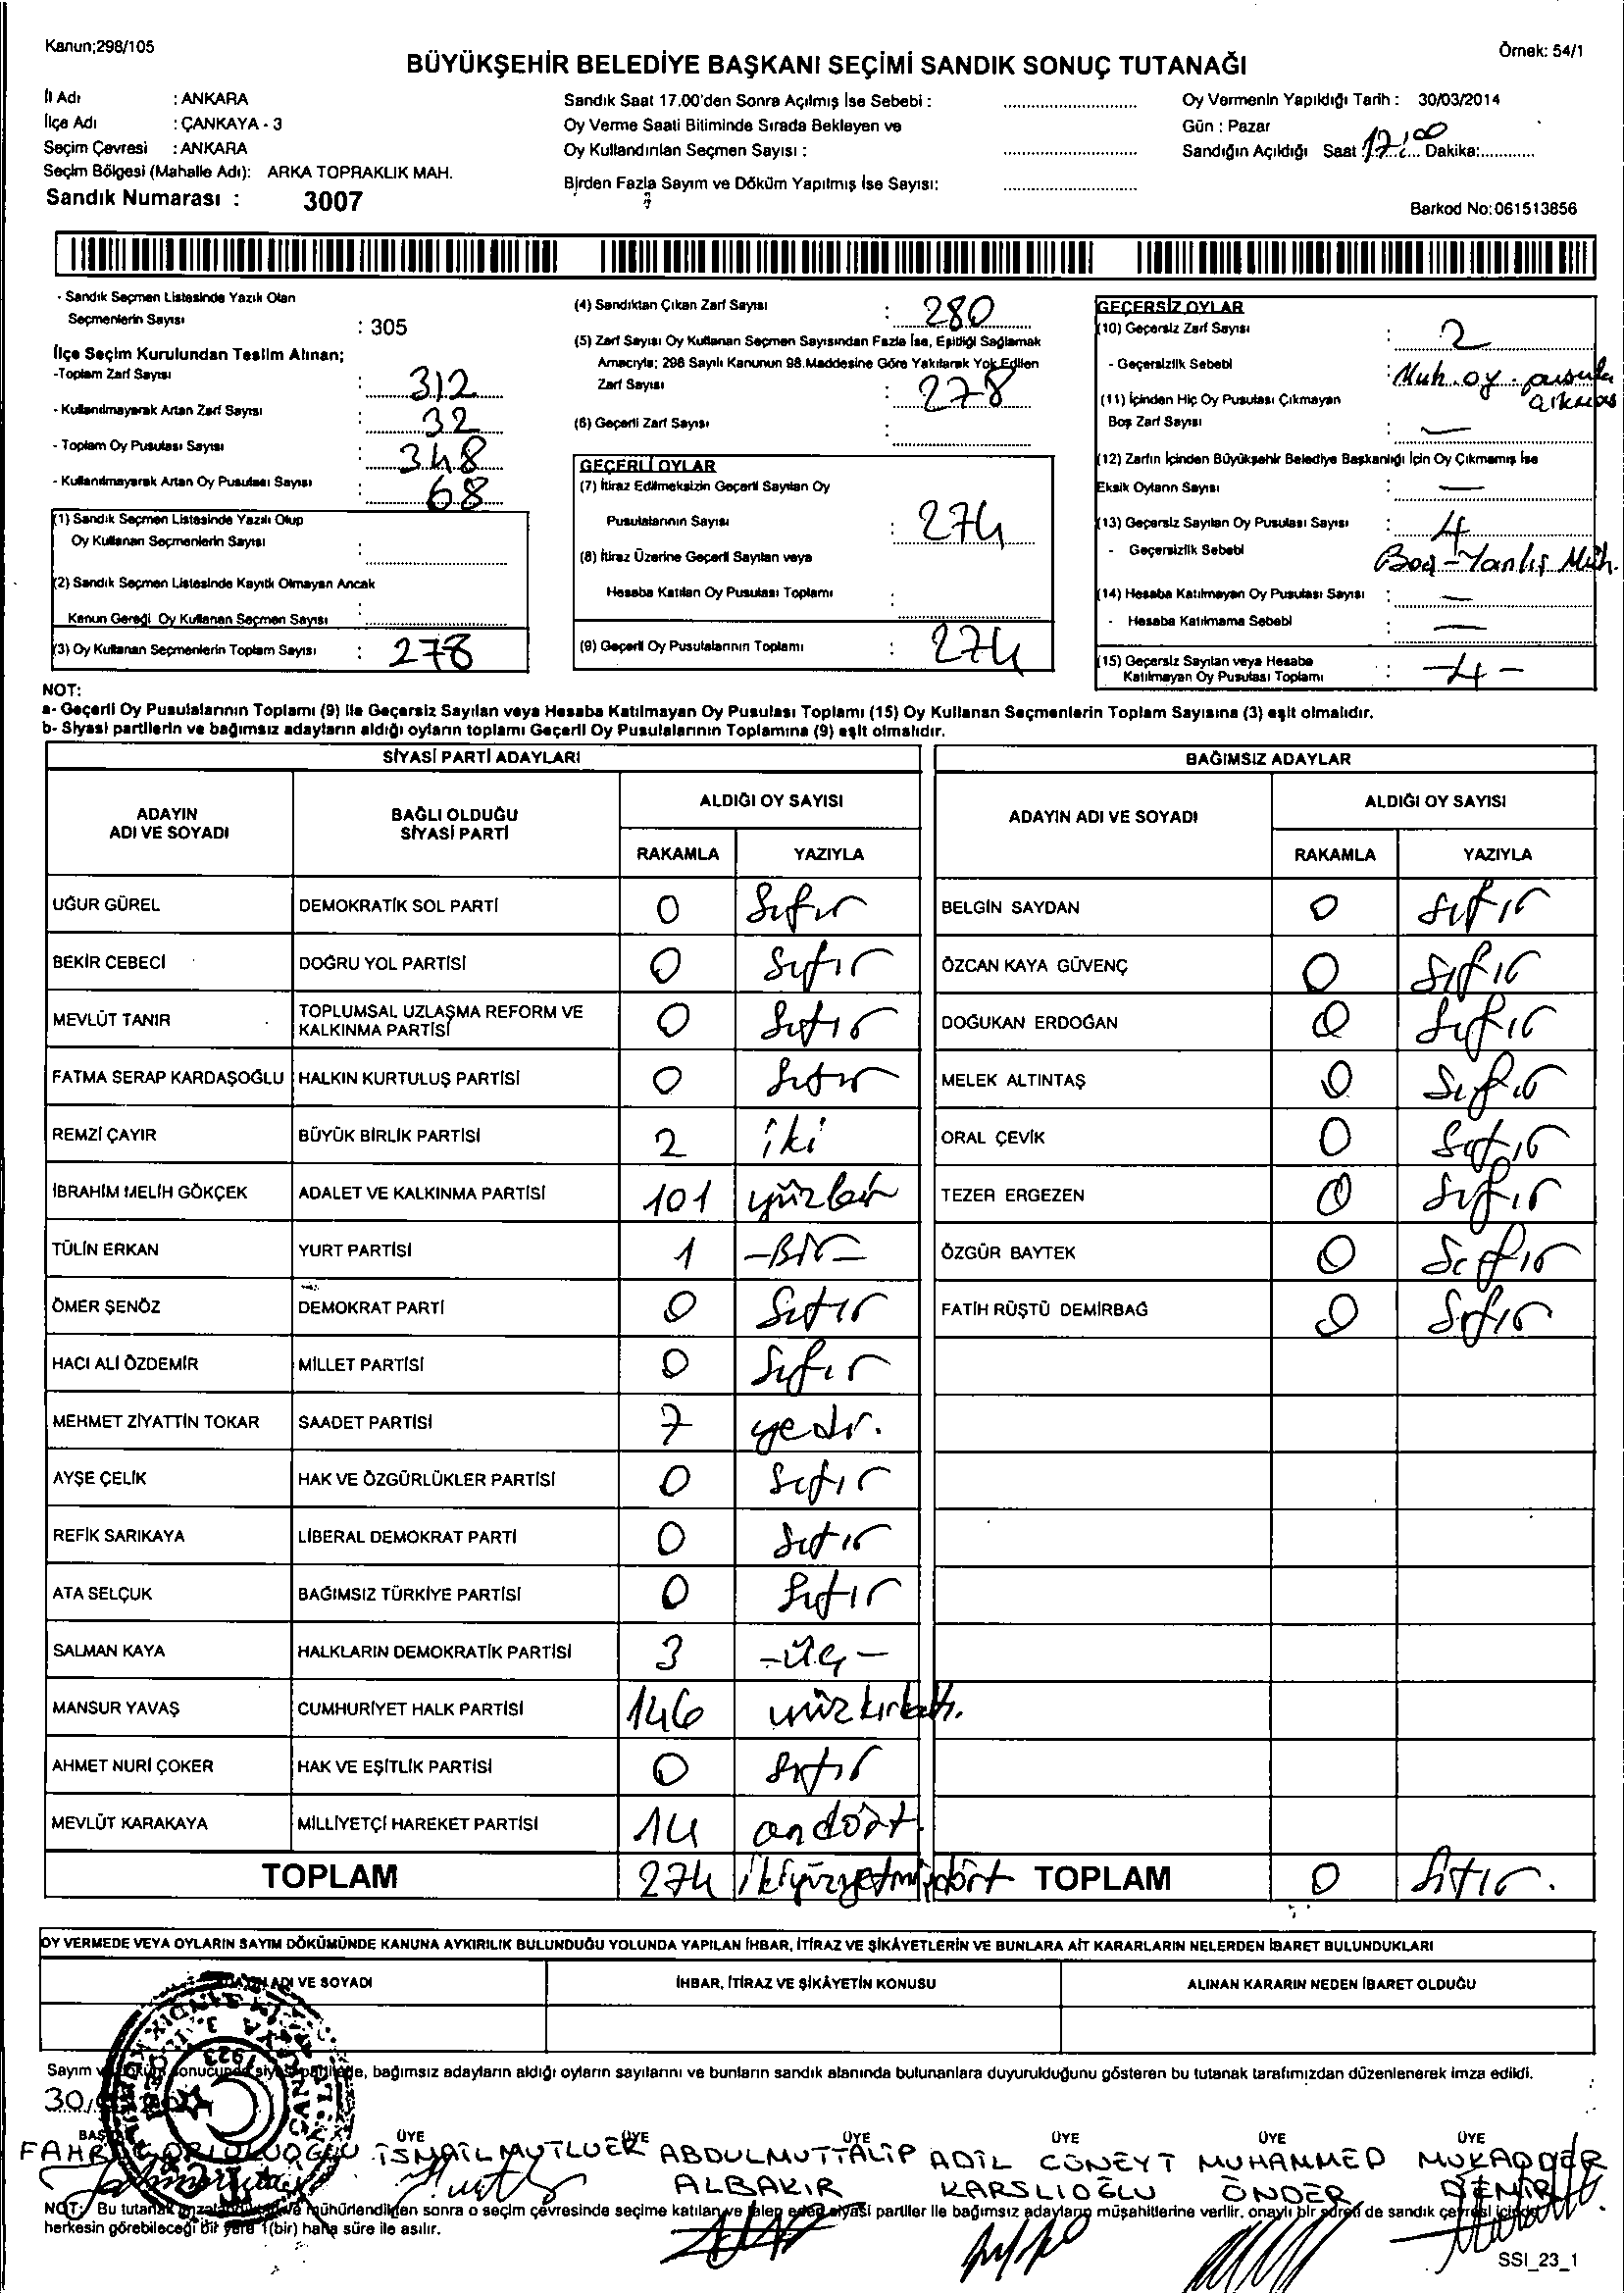 Kanun;298/105
Örnek: 54/1
BÜYÜKŞEHİR BELEDİYE BAŞKANI SEÇİMİ SANDIK SONUÇ TUTANAĞI
İl Adı : ANKARA
İlçe Adı : ÇANKAYA - 3
Seçim Çevresi : ANKARA
Seçim Bölgesi (Mahalle Adı): ARKA TOPRAKLIK MAH.
Sandık Numarası : 3007
Sandık Saat 17.00'den Sonra Açılmış İse Sebebi :
Oy Verme Saati Bitiminde Sırada Bekleyen ve
Oy Kullandırılan Seçmen Sayısı :
Birden Fazla Sayım ve Döküm Yapılmış İse Sayısı:
Oy Vermenin Yapıldığı Tarih : 30/03/2014
Gün : Pazar
Sandığın Açıldığı Saat 17:00 Dakika:
Barkod No:061513856
- Sandık Seçmen Listesinde Yazılı Olan
Seçmenlerin Sayısı : 305
İlçe Seçim Kurulundan Teslim Alınan;
-Toplam Zarf Sayısı : 312
- Kullanılmayarak Artan Zarf Sayısı : 32
- Toplam Oy Pusulası Sayısı : 348
- Kullanılmayarak Artan Oy Pusulası Sayısı : 68
(1) Sandık Seçmen Listesinde Yazılı Olup
Oy Kullanan Seçmenlerin Sayısı :
(2) Sandık Seçmen Listesinde Kayıtlı Olmayan Ancak
Kanun Gereği Oy Kullanan Seçmen Sayısı :
(3) Oy Kullanan Seçmenlerin Toplam Sayısı : 278
(4) Sandıktan Çıkan Zarf Sayısı : 280
(5) Zarf Sayısı Oy Kullanan Seçmen Sayısından Fazla İse, Eşitliği Sağlamak
Amacıyla; 298 Sayılı Kanunun 98.Maddesine Göre Yakılarak Yok Edilen
Zarf Sayısı : 278
(6) Geçerli Zarf Sayısı :
GEÇERLİ OYLAR
(7) İtiraz Edilmeksizin Geçerli Sayılan Oy
Pusulalarının Sayısı : 274
(8) İtiraz Üzerine Geçerli Sayılan veya
Hesaba Katılan Oy Pusulası Toplamı :
(9) Geçerli Oy Pusulalarının Toplamı : 274
GEÇERSİZ OYLAR
(10) Geçersiz Zarf Sayısı : 2
- Geçersizlik Sebebi : Muh. oy. pusula
(11) İçinden Hiç Oy Pusulası Çıkmayan
Boş Zarf Sayısı : —
(12) Zarfın İçinden Büyükşehir Belediye Başkanlığı İçin Oy Çıkmamış İse
Eksik Oyların Sayısı : —
(13) Geçersiz Sayılan Oy Pusulası Sayısı : 4
- Geçersizlik Sebebi : Boş - Yanlış Müh.
(14) Hesaba Katılmayan Oy Pusulası Sayısı : —
- Hesaba Katılmama Sebebi : —
(15) Geçersiz Sayılan veya Hesaba
Katılmayan Oy Pusulası Toplamı : -4-
NOT:
a- Geçerli Oy Pusulalarının Toplamı (9) ile Geçersiz Sayılan veya Hesaba Katılmayan Oy Pusulası Toplamı (15) Oy Kullanan Seçmenlerin Toplam Sayısına (3) eşit olmalıdır.
b- Siyasi partilerin ve bağımsız adayların aldığı oyların toplamı Geçerli Oy Pusulalarının Toplamına (9) eşit olmalıdır.
SİYASİ PARTİ ADAYLARI
ADAYIN ADI VE SOYADI BAĞLI OLDUĞU SİYASİ PARTİ ALDIĞI OY SAYISI
RAKAMLA YAZIYLA
UĞUR GÜREL DEMOKRATİK SOL PARTİ 0 Sıfır
BEKİR CEBECİ DOĞRU YOL PARTİSİ 0 Sıfır
MEVLÜT TANIR TOPLUMSAL UZLAŞMA REFORM VE KALKINMA PARTİSİ 0 Sıfır
FATMA SERAP KARDAŞOĞLU HALKIN KURTULUŞ PARTİSİ 0 Sıfır
REMZİ ÇAYIR BÜYÜK BİRLİK PARTİSİ 2 iki
İBRAHİM MELİH GÖKÇEK ADALET VE KALKINMA PARTİSİ 101 yüzbir
TÜLİN ERKAN YURT PARTİSİ 1 -Bir-
ÖMER ŞENÖZ DEMOKRAT PARTİ 0 Sıfır
HACI ALİ ÖZDEMİR MİLLET PARTİSİ 0 Sıfır
MEHMET ZİYATTİN TOKAR SAADET PARTİSİ 7 yedi.
AYŞE ÇELİK HAK VE ÖZGÜRLÜKLER PARTİSİ 0 Sıfır
REFİK SARIKAYA LİBERAL DEMOKRAT PARTİ 0 Sıfır
ATA SELÇUK BAĞIMSIZ TÜRKİYE PARTİSİ 0 Sıfır
SALMAN KAYA HALKLARIN DEMOKRATİK PARTİSİ 3 -üç-
MANSUR YAVAŞ CUMHURİYET HALK PARTİSİ 146 yüzkırkaltı.
AHMET NURİ ÇOKER HAK VE EŞİTLİK PARTİSİ 0 sıfır
MEVLÜT KARAKAYA MİLLİYETÇİ HAREKET PARTİSİ 14 ondört.
TOPLAM 274 ikiyüzyetmişdört
BAĞIMSIZ ADAYLAR
ADAYIN ADI VE SOYADI ALDIĞI OY SAYISI
RAKAMLA YAZIYLA
BELGİN SAYDAN 0 sıfır
ÖZCAN KAYA GÜVENÇ 0 sıfır
DOĞUKAN ERDOĞAN 0 sıfır
MELEK ALTINTAŞ 0 Sıfır
ORAL ÇEVİK 0 Sıfır
TEZER ERGEZEN 0 Sıfır
ÖZGÜR BAYTEK 0 Sıfır
FATİH RÜŞTÜ DEMİRBAĞ 0 Sıfır
TOPLAM 0 Sıfır.
OY VERMEDE VEYA OYLARIN SAYIM DÖKÜMÜNDE KANUNA AYKIRILIK BULUNDUĞU YOLUNDA YAPILAN İHBAR, İTİRAZ VE ŞİKÂYETLERİN VE BUNLARA AİT KARARLARIN NELERDEN İBARET BULUNDUKLARI
ADI VE SOYADI İHBAR, İTİRAZ VE ŞİKÂYETİN KONUSU ALINAN KARARIN NEDEN İBARET OLDUĞU
Sayım sonucunda bağımsız adayların aldığı oyların sayılarını ve bunların sandık alanında bulunanlara duyurulduğunu gösteren bu tutanak tarafımızdan düzenlenerek imza edildi.
30/
1923
ÜYE ÜYE ÜYE ÜYE ÜYE ÜYE
İSMAİL MUTLUER ABDULMUTTALİP ADİL CÜNEYT MUHAMMED MUKADDER
ALBAKIR KARSLIOĞLU ÖNDER DEMİR
NOT: Bu tutanak mühürlendikten sonra o seçim çevresinde seçime katılan ve talep eden siyasi partiler ile bağımsız adayların müşahitlerine verilir, onaylı bir sureti de sandık çevresi içinde
herkesin görebileceği bir yere 1(bir) hafta süre ile asılır.
SSI_23_1